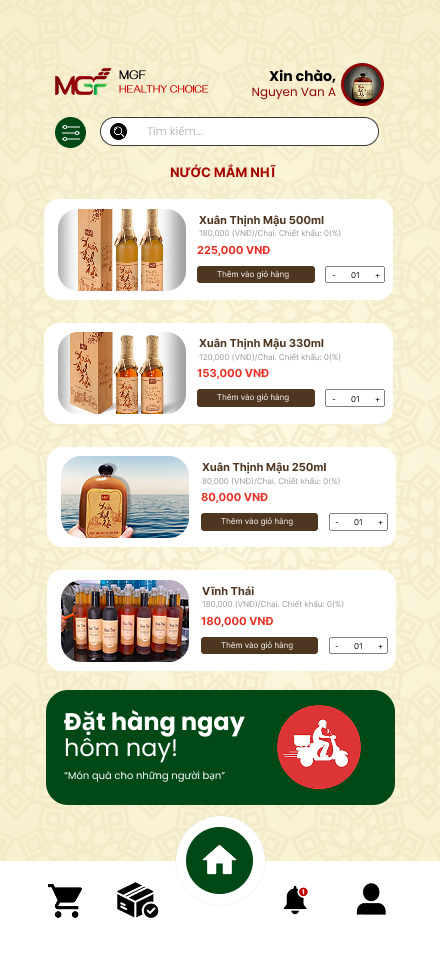 MGF
MGF
HEALTHY CHOICE
Xin chào,
Nguyen Van A
Tìm kiếm...
NƯỚC MẮM NHĨ
Xuân Thịnh Mậu 500ml
180,000 (VNĐ)/Chai. Chiết khấu: 0(%)
225,000 VNĐ
Thêm vào giỏ hàng
- 01 +
Xuân Thịnh Mậu 330ml
120,000 (VNĐ)/Chai. Chiết khấu: 0(%)
153,000 VNĐ
Thêm vào giỏ hàng
- 01 +
Xuân Thịnh Mậu 250ml
80,000 (VNĐ)/Chai. Chiết khấu: 0(%)
80,000 VNĐ
Thêm vào giỏ hàng
- 01 +
Vĩnh Thái
180,000 (VNĐ)/Chai. Chiết khấu: 0(%)
180,000 VNĐ
Thêm vào giỏ hàng
- 01 +
Đặt hàng ngay
hôm nay!
“Món quà cho những người bạn”
1